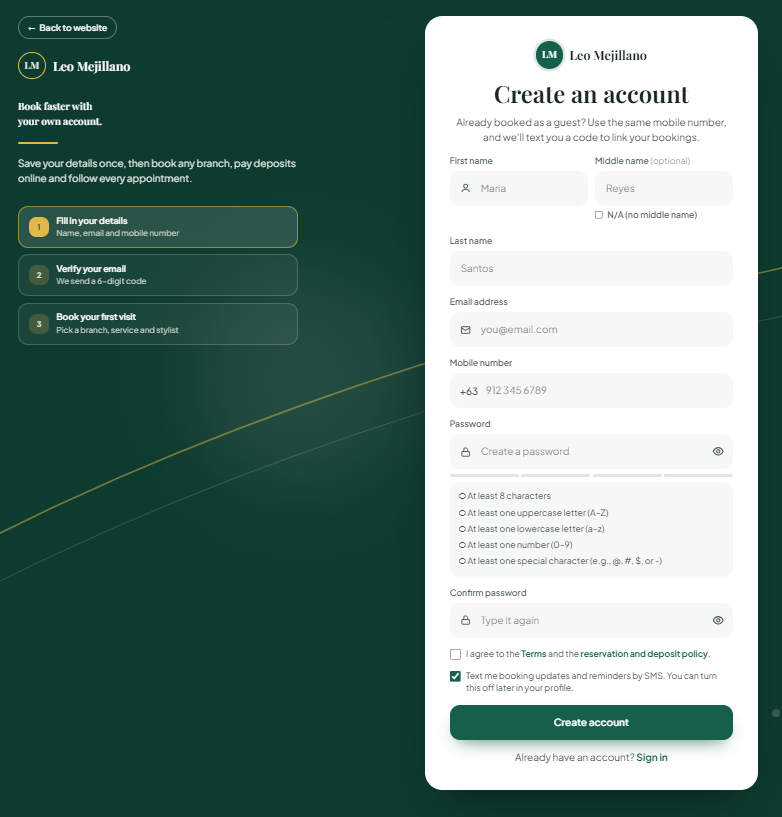 ← Back to website
LM Leo Mejillano
Book faster with
your own account.
Save your details once, then book any branch, pay deposits
online and follow every appointment.
1 Fill in your details
Name, email and mobile number
2 Verify your email
We send a 6-digit code
3 Book your first visit
Pick a branch, service and stylist
LM Leo Mejillano
Create an account
Already booked as a guest? Use the same mobile number,
and we'll text you a code to link your bookings.
First name Middle name (optional)
Maria Reyes
N/A (no middle name)
Last name
Santos
Email address
you@email.com
Mobile number
+63 912 345 6789
Password
Create a password
At least 8 characters
At least one uppercase letter (A–Z)
At least one lowercase letter (a–z)
At least one number (0–9)
At least one special character (e.g., @, #, $, or -)
Confirm password
Type it again
I agree to the Terms and the reservation and deposit policy.
Text me booking updates and reminders by SMS. You can turn
this off later in your profile.
Create account
Already have an account? Sign in